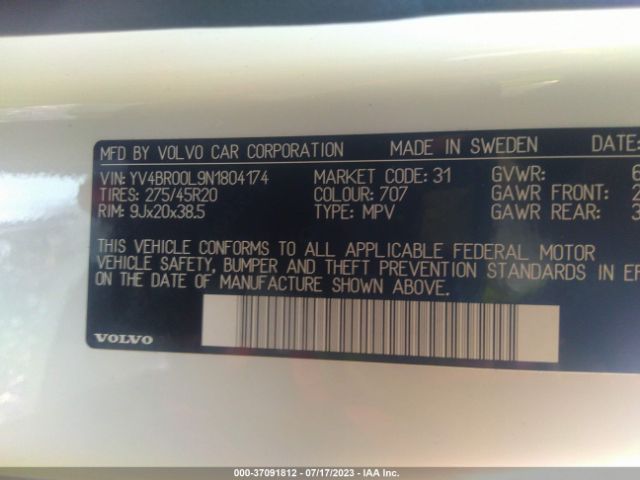 MFD BY VOLVO CAR CORPORATION MADE IN SWEDEN DATE:
VIN: YV4BR00L9N1804174 MARKET CODE: 31 GVWR: 6
TIRES: 275/45R20 COLOUR: 707 GAWR FRONT: 2
RIM: 9Jx20x38.5 TYPE: MPV GAWR REAR: 3
THIS VEHICLE CONFORMS TO ALL APPLICABLE FEDERAL MOTOR
VEHICLE SAFETY, BUMPER AND THEFT PREVENTION STANDARDS IN EF
ON THE DATE OF MANUFACTURE SHOWN ABOVE.
VOLVO
000-37091812 - 07/17/2023 - IAA Inc.